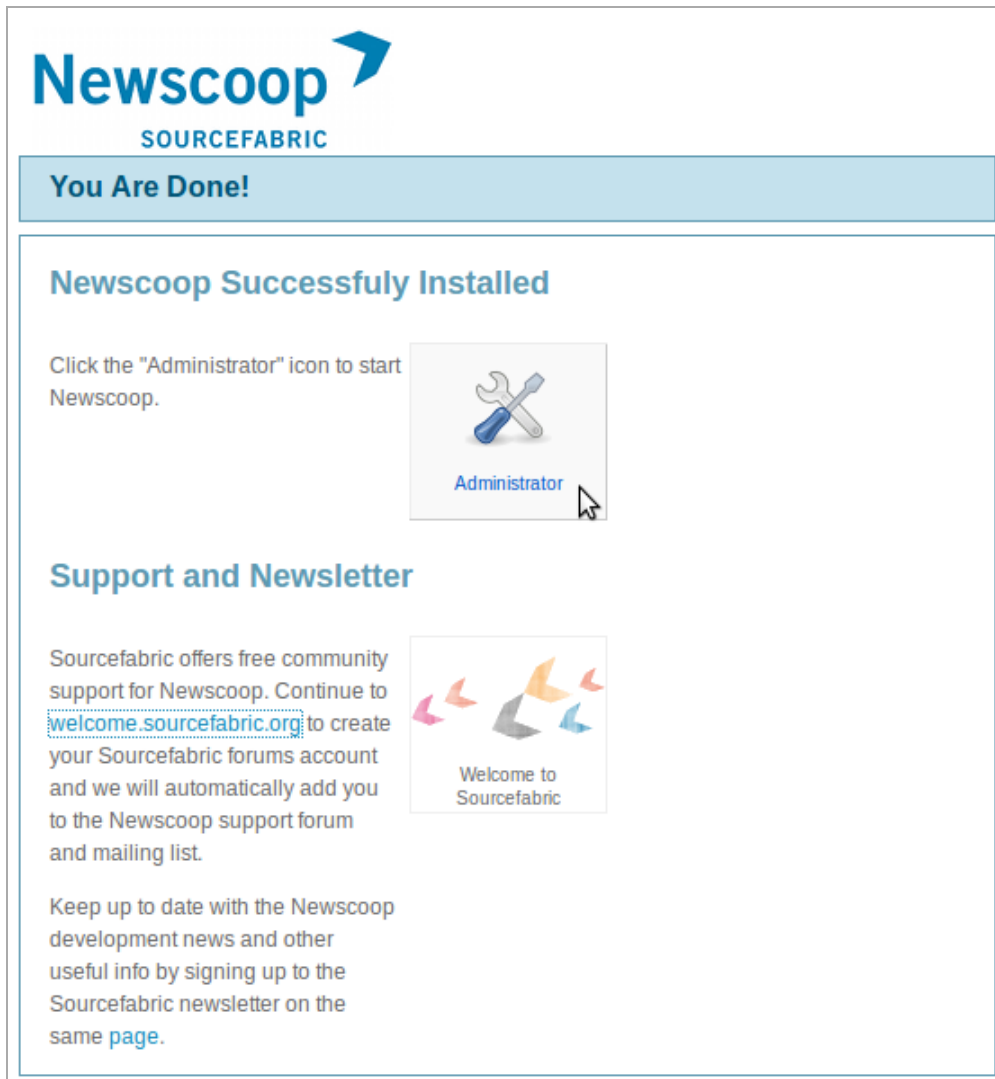 Newscoop
SOURCEFABRIC
You Are Done!
Newscoop Successfuly Installed
Click the "Administrator" icon to start
Newscoop.
Administrator
Support and Newsletter
Sourcefabric offers free community
support for Newscoop. Continue to
welcome.sourcefabric.org to create
your Sourcefabric forums account
and we will automatically add you
to the Newscoop support forum
and mailing list.
Welcome to
Sourcefabric
Keep up to date with the Newscoop
development news and other
useful info by signing up to the
Sourcefabric newsletter on the
same page.